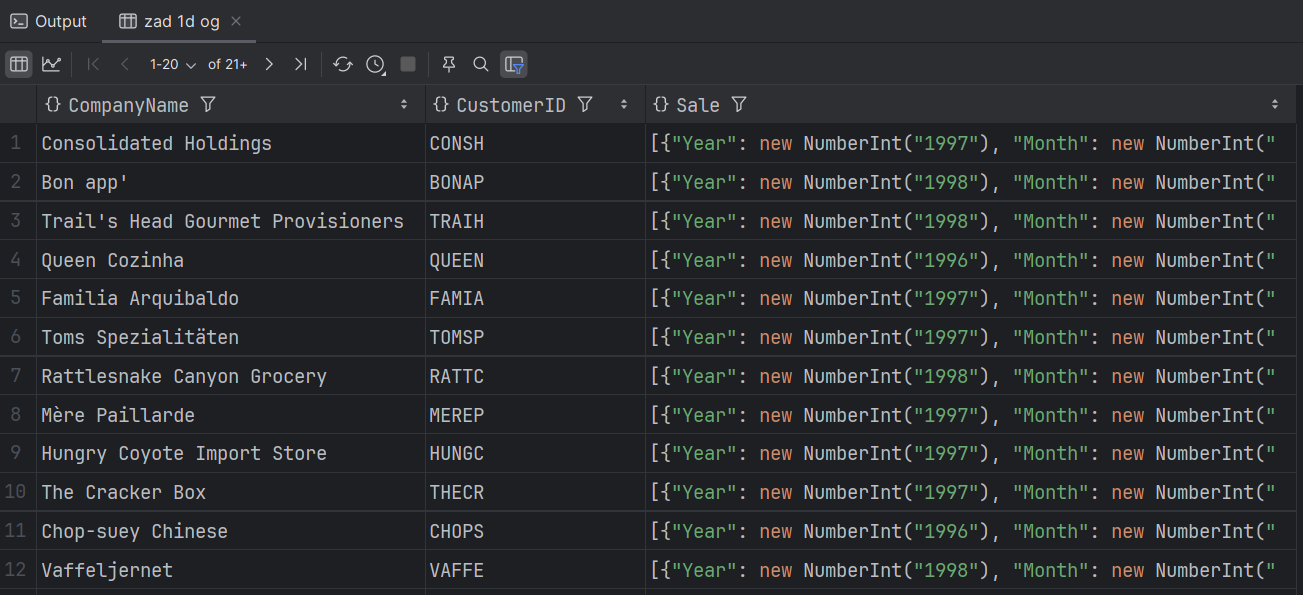 Output zad 1d og
1-20 of 21+
{} CompanyName {} CustomerID {} Sale
1 Consolidated Holdings CONSH [{"Year": new NumberInt("1997"), "Month": new NumberInt("
2 Bon app' BONAP [{"Year": new NumberInt("1998"), "Month": new NumberInt("
3 Trail's Head Gourmet Provisioners TRAIH [{"Year": new NumberInt("1998"), "Month": new NumberInt("
4 Queen Cozinha QUEEN [{"Year": new NumberInt("1996"), "Month": new NumberInt("
5 Familia Arquibaldo FAMIA [{"Year": new NumberInt("1997"), "Month": new NumberInt("
6 Toms Spezialitäten TOMSP [{"Year": new NumberInt("1997"), "Month": new NumberInt("
7 Rattlesnake Canyon Grocery RATTC [{"Year": new NumberInt("1998"), "Month": new NumberInt("
8 Mère Paillarde MEREP [{"Year": new NumberInt("1997"), "Month": new NumberInt("
9 Hungry Coyote Import Store HUNGC [{"Year": new NumberInt("1997"), "Month": new NumberInt("
10 The Cracker Box THECR [{"Year": new NumberInt("1997"), "Month": new NumberInt("
11 Chop-suey Chinese CHOPS [{"Year": new NumberInt("1996"), "Month": new NumberInt("
12 Vaffeljernet VAFFE [{"Year": new NumberInt("1998"), "Month": new NumberInt("